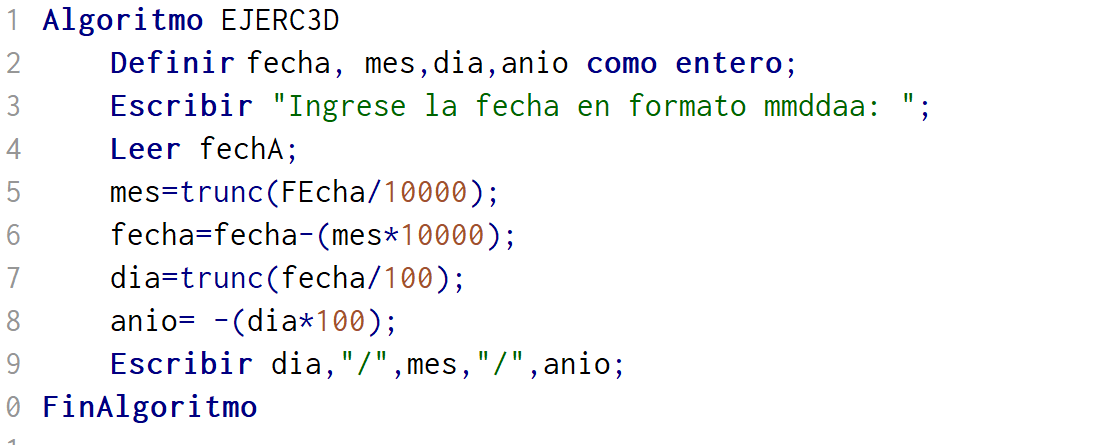 1 Algoritmo EJERC3D
2 Definir fecha, mes,dia,anio como entero;
3 Escribir "Ingrese la fecha en formato mmddaa: ";
4 Leer fechA;
5 mes=trunc(FEcha/10000);
6 fecha=fecha-(mes*10000);
7 dia=trunc(fecha/100);
8 anio= -(dia*100);
9 Escribir dia,"/",mes,"/",anio;
0 FinAlgoritmo